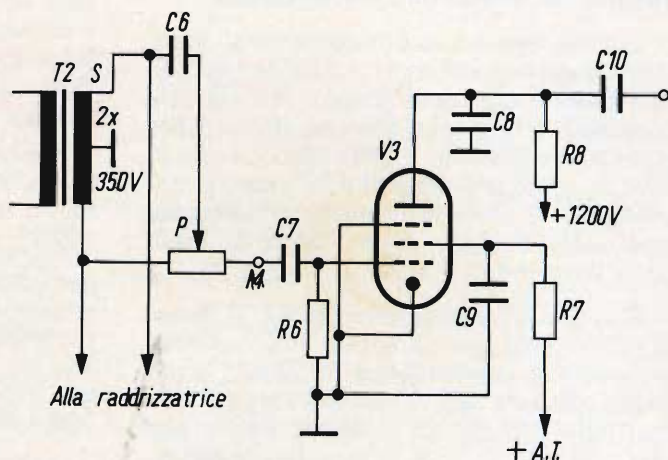 C6
T2 S
2x
350V
P
M
C7
R6
V3
C8
C10
R8
+1200V
C9
R7
Alla raddrizzatrice
+ A.T.